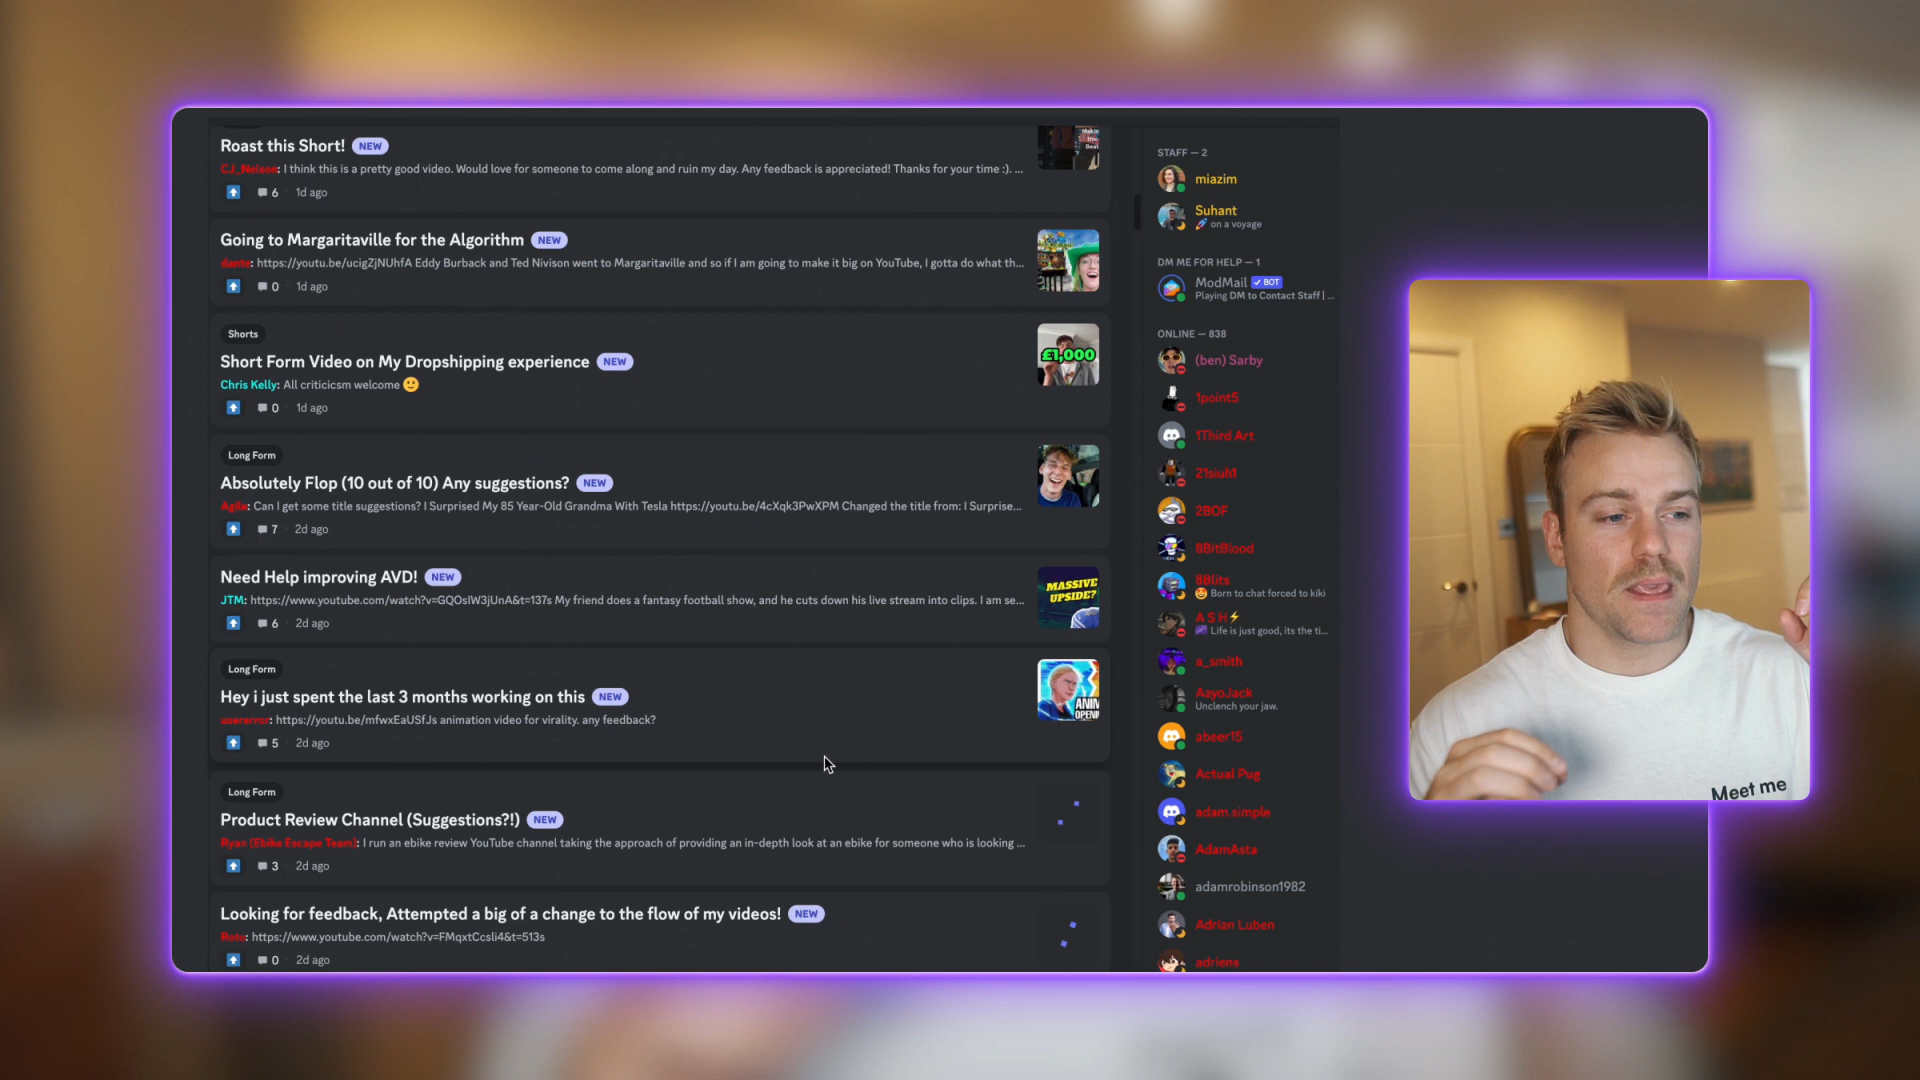 Roast this Short! NEW
CJ_Nelson: I think this is a pretty good video. Would love for someone to come along and ruin my day. Any feedback is appreciated! Thanks for your time :). ...
6 1d ago
Going to Margaritaville for the Algorithm NEW
dante: https://youtu.be/ucigZjNUhfA Eddy Burback and Ted Nivison went to Margaritaville and so if I am going to make it big on YouTube, I gotta do what th...
0 1d ago
Shorts
Short Form Video on My Dropshipping experience NEW
Chris Kelly: All criticicsm welcome 🙂
0 1d ago
£1,000
Long Form
Absolutely Flop (10 out of 10) Any suggestions? NEW
Agila: Can I get some title suggestions? I Surprised My 85 Year-Old Grandma With Tesla https://youtu.be/4cXqk3PwXPM Changed the title from: I Surprise...
7 2d ago
Need Help improving AVD! NEW
JTM: https://www.youtube.com/watch?v=GQOsIW3jUnA&t=137s My friend does a fantasy football show, and he cuts down his live stream into clips. I am se...
6 2d ago
MASSIVE
UPSIDE?
Long Form
Hey i just spent the last 3 months working on this NEW
usererror: https://youtu.be/mfwxEaUSfJs animation video for virality. any feedback?
5 2d ago
ANIM
OPENI
Long Form
Product Review Channel (Suggestions?!) NEW
Ryan (Ebike Escape Team): I run an ebike review YouTube channel taking the approach of providing an in-depth look at an ebike for someone who is looking ...
3 2d ago
Looking for feedback, Attempted a big of a change to the flow of my videos! NEW
Roto: https://www.youtube.com/watch?v=FMqxtCcsIi4&t=513s
0 2d ago
STAFF — 2
miazim
Suhant
🚀 on a voyage
DM ME FOR HELP — 1
ModMail ✓ BOT
Playing DM to Contact Staff | ...
ONLINE — 838
(ben) Sarby
1point5
1Third Art
21siuh1
2BOF
8BitBlood
8Blits
Born to chat forced to kiki
A S H⚡
Life is just good, its the ti...
a_smith
AayoJack
Unclench your jaw.
abeer15
Actual Pug
adam.simple
AdamAsta
adamrobinson1982
Adrian Luben
adriens
Meet me